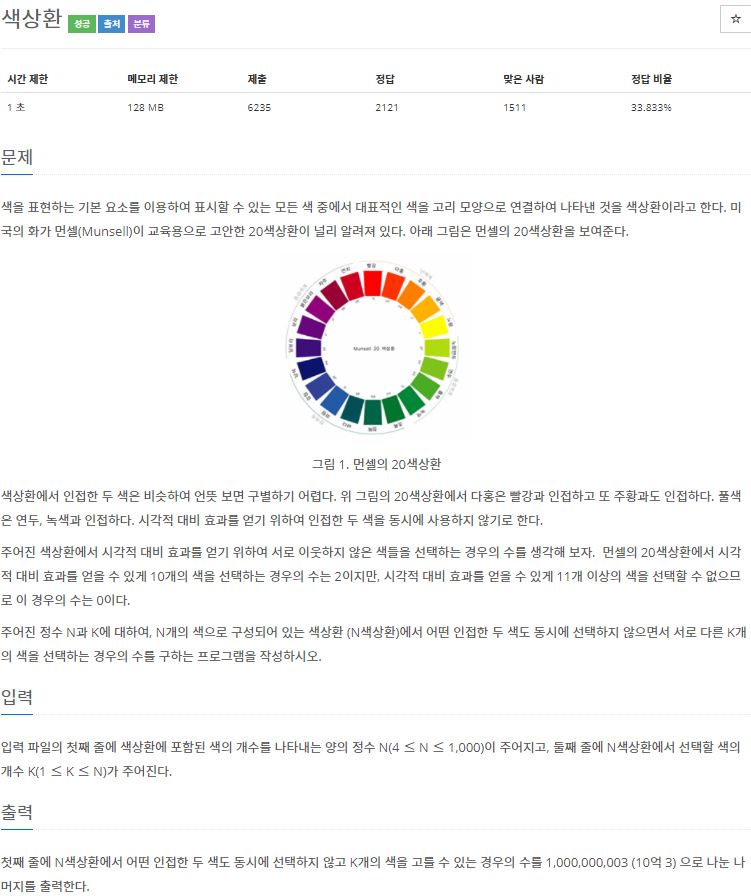 색상환 성공 출처 분류
☆
시간 제한 메모리 제한 제출 정답 맞은 사람 정답 비율
1 초 128 MB 6235 2121 1511 33.833%
문제
색을 표현하는 기본 요소를 이용하여 표시할 수 있는 모든 색 중에서 대표적인 색을 고리 모양으로 연결하여 나타낸 것을 색상환이라고 한다. 미
국의 화가 먼셀(Munsell)이 교육용으로 고안한 20색상환이 널리 알려져 있다. 아래 그림은 먼셀의 20색상환을 보여준다.
빨강
다홍
주황
귤색
노랑
연두
풀색
녹색
연지
자주
보라
Munsell 20 색상환
그림 1. 먼셀의 20색상환
색상환에서 인접한 두 색은 비슷하여 언뜻 보면 구별하기 어렵다. 위 그림의 20색상환에서 다홍은 빨강과 인접하고 또 주황과도 인접하다. 풀색
은 연두, 녹색과 인접하다. 시각적 대비 효과를 얻기 위하여 인접한 두 색을 동시에 사용하지 않기로 한다.
주어진 색상환에서 시각적 대비 효과를 얻기 위하여 서로 이웃하지 않은 색들을 선택하는 경우의 수를 생각해 보자. 먼셀의 20색상환에서 시각
적 대비 효과를 얻을 수 있게 10개의 색을 선택하는 경우의 수는 2이지만, 시각적 대비 효과를 얻을 수 있게 11개 이상의 색을 선택할 수 없으므
로 이 경우의 수는 0이다.
주어진 정수 N과 K에 대하여, N개의 색으로 구성되어 있는 색상환 (N색상환)에서 어떤 인접한 두 색도 동시에 선택하지 않으면서 서로 다른 K개
의 색을 선택하는 경우의 수를 구하는 프로그램을 작성하시오.
입력
입력 파일의 첫째 줄에 색상환에 포함된 색의 개수를 나타내는 양의 정수 N(4 ≤ N ≤ 1,000)이 주어지고, 둘째 줄에 N색상환에서 선택할 색의
개수 K(1 ≤ K ≤ N)가 주어진다.
출력
첫째 줄에 N색상환에서 어떤 인접한 두 색도 동시에 선택하지 않고 K개의 색을 고를 수 있는 경우의 수를 1,000,000,003 (10억 3) 으로 나눈 나
머지를 출력한다.